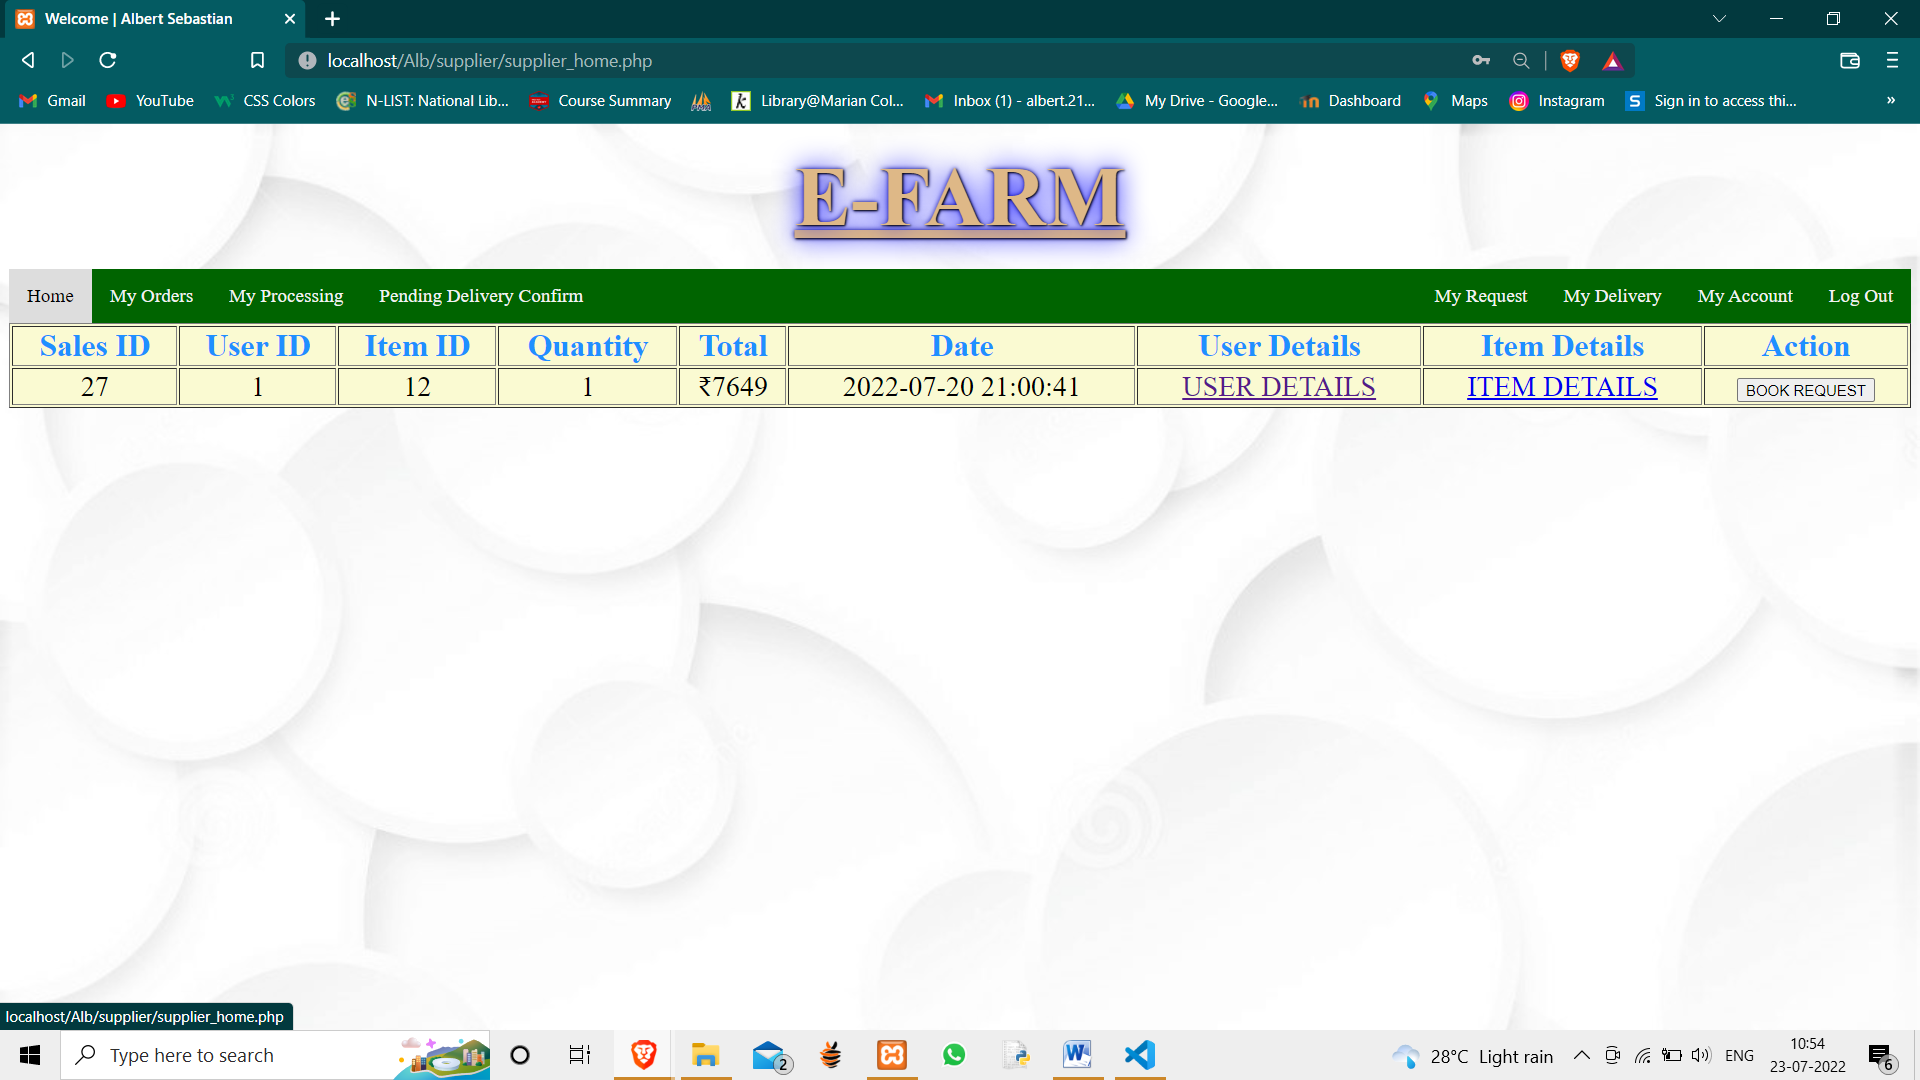 Welcome | Albert Sebastian
localhost/Alb/supplier/supplier_home.php
Gmail YouTube CSS Colors N-LIST: National Lib... Course Summary Library@Marian Col... Inbox (1) - albert.21... My Drive - Google... Dashboard Maps Instagram Sign in to access thi... »
E-FARM
Home My Orders My Processing Pending Delivery Confirm My Request My Delivery My Account Log Out
Sales ID User ID Item ID Quantity Total Date User Details Item Details Action
27 1 12 1 ₹7649 2022-07-20 21:00:41 USER DETAILS ITEM DETAILS BOOK REQUEST
localhost/Alb/supplier/supplier_home.php
Type here to search 2 28°C Light rain ENG 10:54 6
23-07-2022